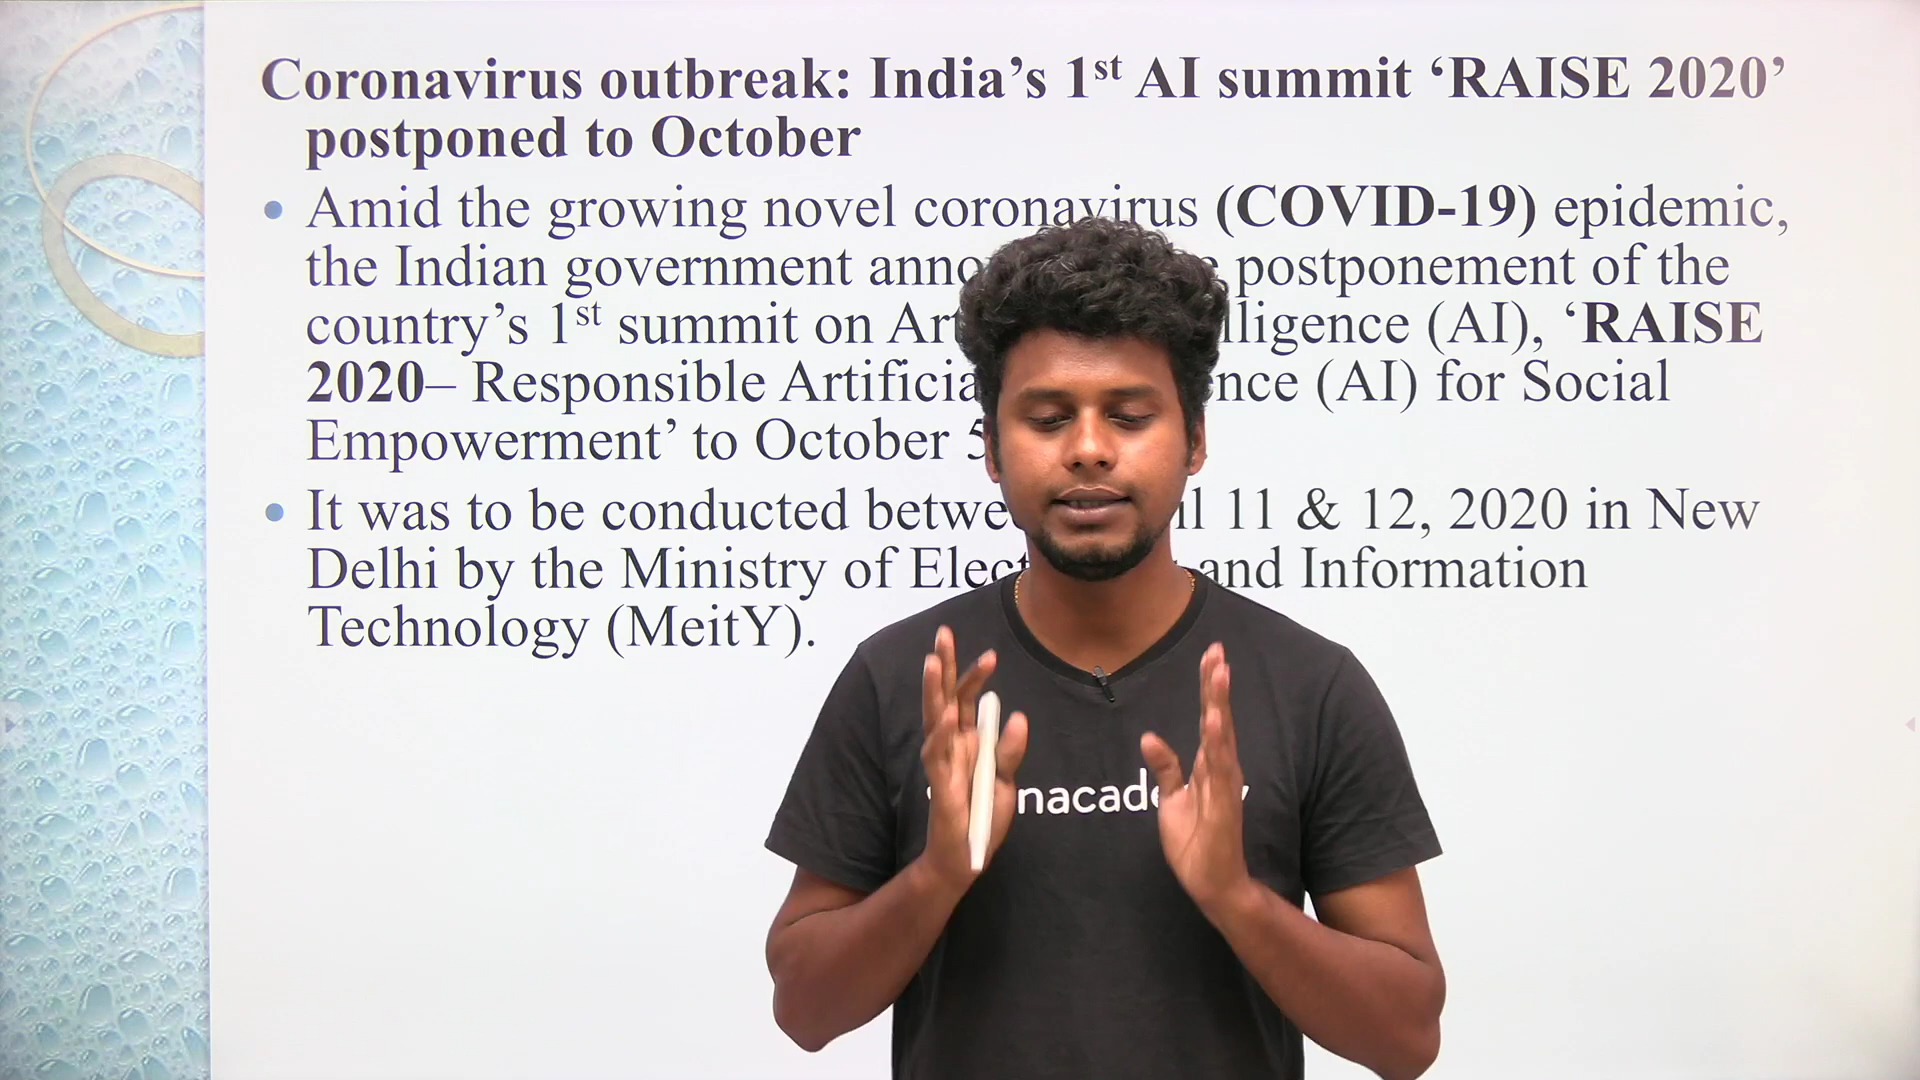 Coronavirus outbreak: India's 1st AI summit ‘RAISE 2020’
postponed to October
• Amid the growing novel coronavirus (COVID-19) epidemic,
the Indian government postponement of the
country's 1st summit on (AI), ‘RAISE
2020– Responsible (AI) for Social
Empowerment’ to October
• It was to be conducted 11 & 12, 2020 in New
Delhi by the Ministry of and Information
Technology (MeitY).